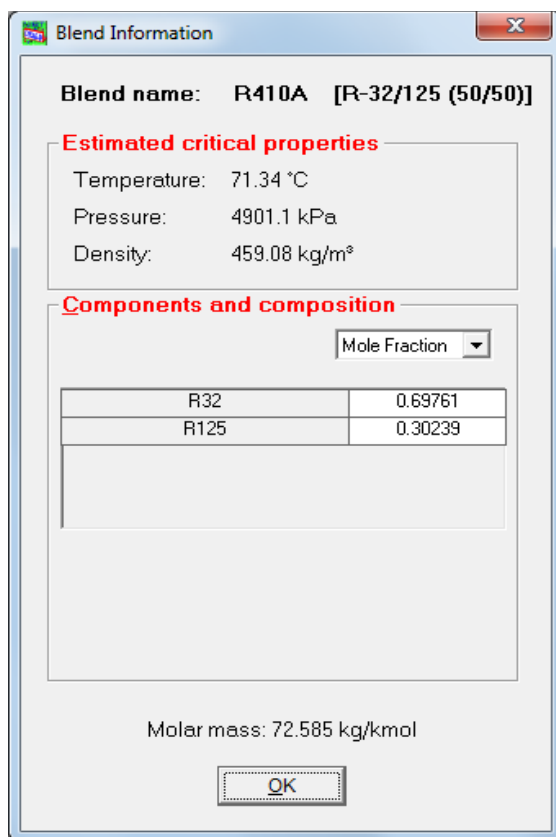 Blend Information
Blend name: R410A [R-32/125 (50/50)]
Estimated critical properties
Temperature: 71.34 °C
Pressure: 4901.1 kPa
Density: 459.08 kg/m³
Components and composition
Mole Fraction
R32 0.69761
R125 0.30239
Molar mass: 72.585 kg/kmol
OK